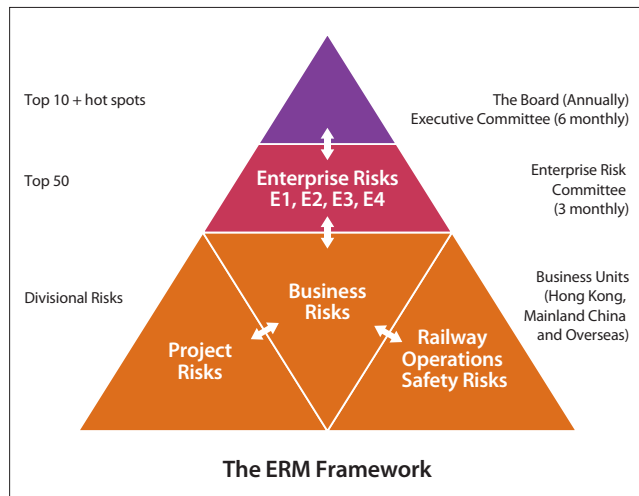 Top 10 + hot spots
The Board (Annually)
Executive Committee (6 monthly)
Top 50
Enterprise Risks
E1, E2, E3, E4
Enterprise Risk
Committee
(3 monthly)
Divisional Risks
Business
Risks
Business Units
(Hong Kong,
Mainland China
and Overseas)
Project
Risks
Railway
Operations
Safety Risks
The ERM Framework